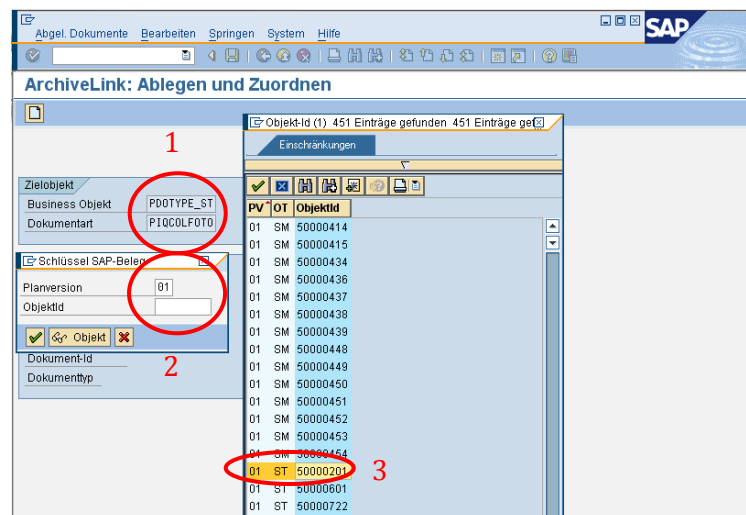 Abgel. Dokumente Bearbeiten Springen System Hilfe
SAP
ArchiveLink: Ablegen und Zuordnen
1
Zielobjekt
Business Objekt PDOTYPE_ST
Dokumentart PIQCOLFOTO
Schlüssel SAP-Beleg
Planversion 01
ObjektId
Objekt
2
Dokument-Id
Dokumenttyp
Objekt-Id (1) 451 Einträge gefunden 451 Einträge gef
Einschränkungen
PV OT ObjektId
01 SM 50000414
01 SM 50000415
01 SM 50000434
01 SM 50000436
01 SM 50000437
01 SM 50000438
01 SM 50000439
01 SM 50000448
01 SM 50000449
01 SM 50000450
01 SM 50000451
01 SM 50000452
01 SM 50000453
01 SM 50000454
01 ST 50000201
3
01 ST 50000601
01 ST 50000722